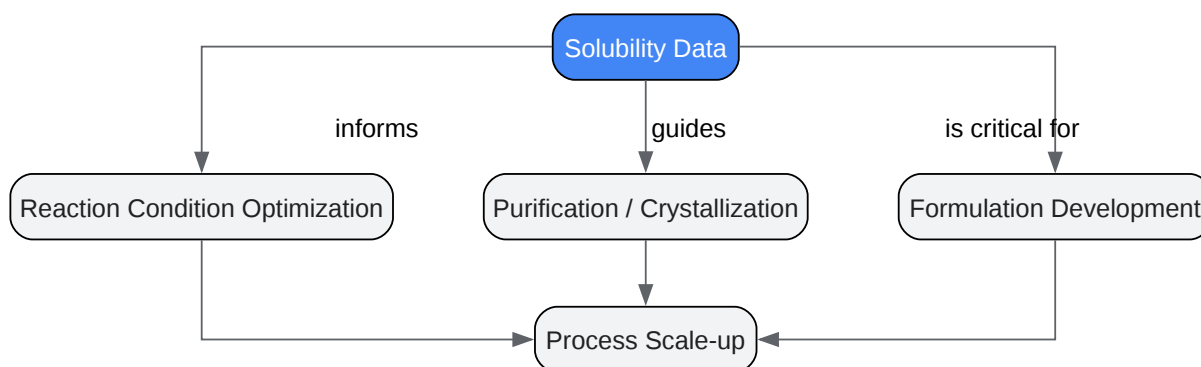 Solubility Data
informs
guides
is critical for
Reaction Condition Optimization
Purification / Crystallization
Formulation Development
Process Scale-up